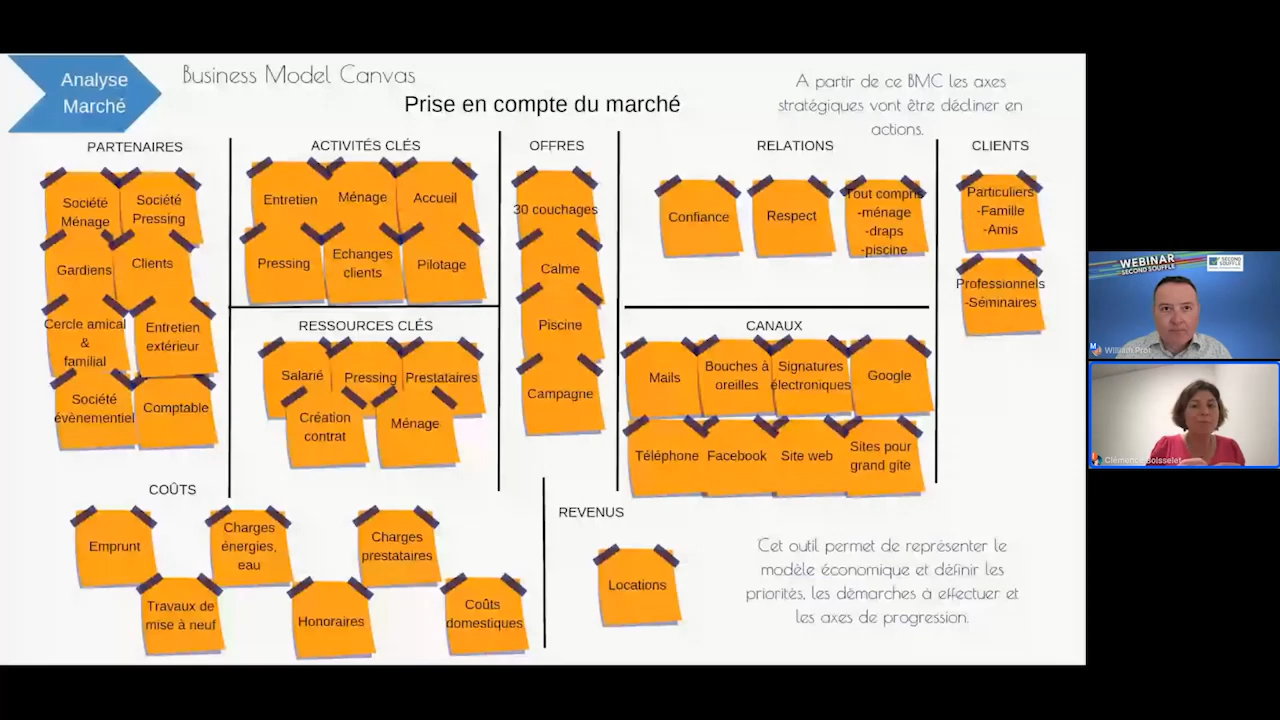 Analyse
Marché
Business Model Canvas
Prise en compte du marché
A partir de ce BMC les axes
stratégiques vont être décliner en
actions.
PARTENAIRES
Société
Ménage
Société
Pressing
Gardiens
Clients
Cercle amical
&
familial
Entretien
extérieur
Société
évènementiel
Comptable
ACTIVITÉS CLÉS
Entretien
Ménage
Accueil
Pressing
Echanges
clients
Pilotage
RESSOURCES CLÉS
Salarié
Pressing
Prestataires
Création
contrat
Ménage
OFFRES
30 couchages
Calme
Piscine
Campagne
RELATIONS
Confiance
Respect
Tout compris
-ménage
-draps
-piscine
CANAUX
Mails
Bouches à
oreilles
Signatures
électroniques
Google
Téléphone
Facebook
Site web
Sites pour
grand gîte
CLIENTS
Particuliers
-Famille
-Amis
Professionnels
-Séminaires
COÛTS
Emprunt
Charges
énergies,
eau
Charges
prestataires
Travaux de
mise à neuf
Honoraires
Coûts
domestiques
REVENUS
Locations
Cet outil permet de représenter le
modèle économique et définir les
priorités, les démarches à effectuer et
les axes de progression.
WEBINAR
SECOND SOUFFLE
SECOND
SOUFFLE
William Prot
Clémence Boisselet